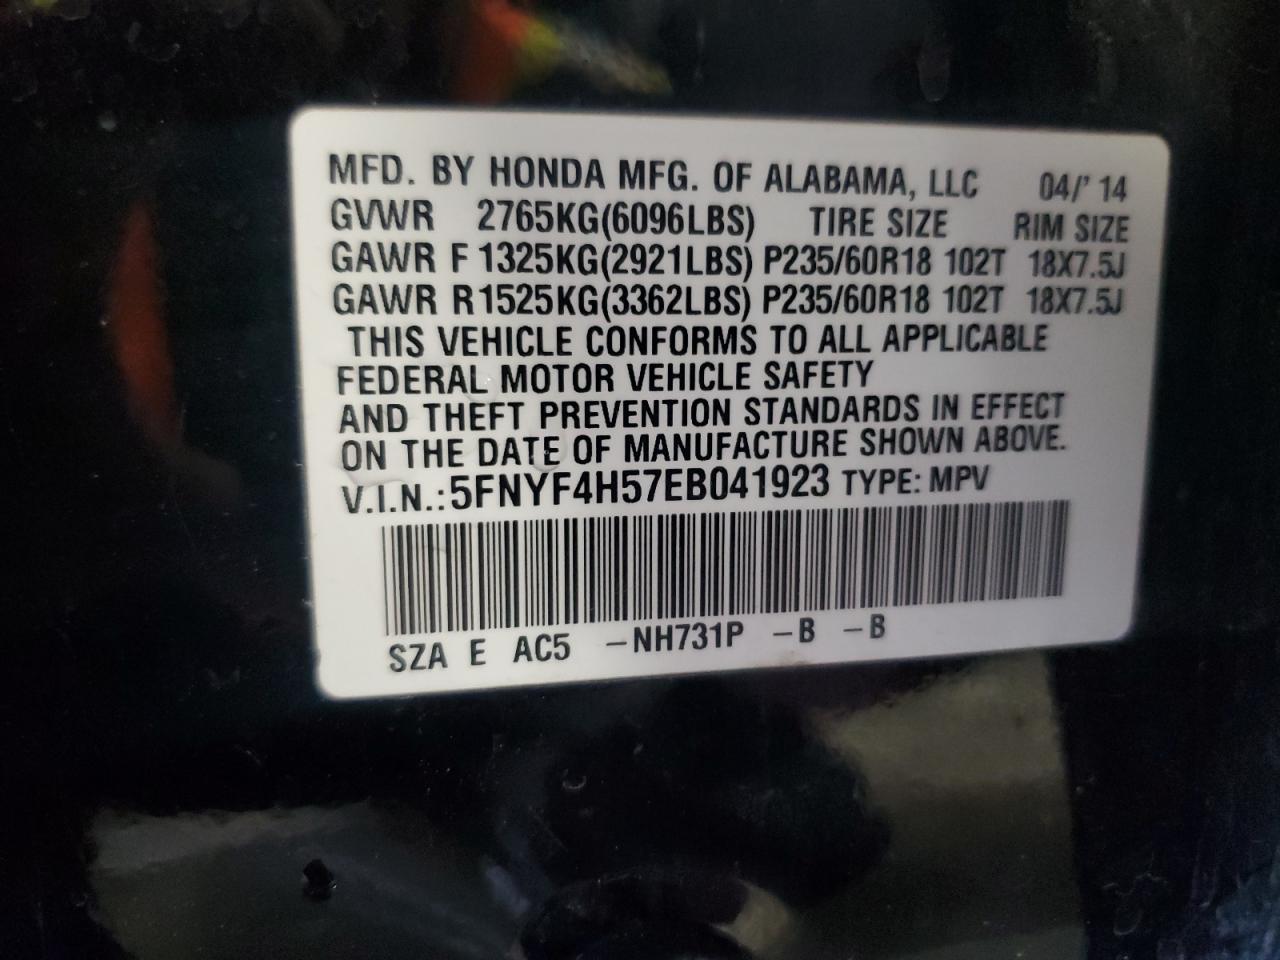 MFD. BY HONDA MFG. OF ALABAMA, LLC 04/' 14
GVWR 2765KG(6096LBS) TIRE SIZE RIM SIZE
GAWR F 1325KG(2921LBS) P235/60R18 102T 18X7.5J
GAWR R 1525KG(3362LBS) P235/60R18 102T 18X7.5J
THIS VEHICLE CONFORMS TO ALL APPLICABLE
FEDERAL MOTOR VEHICLE SAFETY
AND THEFT PREVENTION STANDARDS IN EFFECT
ON THE DATE OF MANUFACTURE SHOWN ABOVE.
V.I.N.:5FNYF4H57EB041923 TYPE: MPV
SZA E AC5 -NH731P -B -B